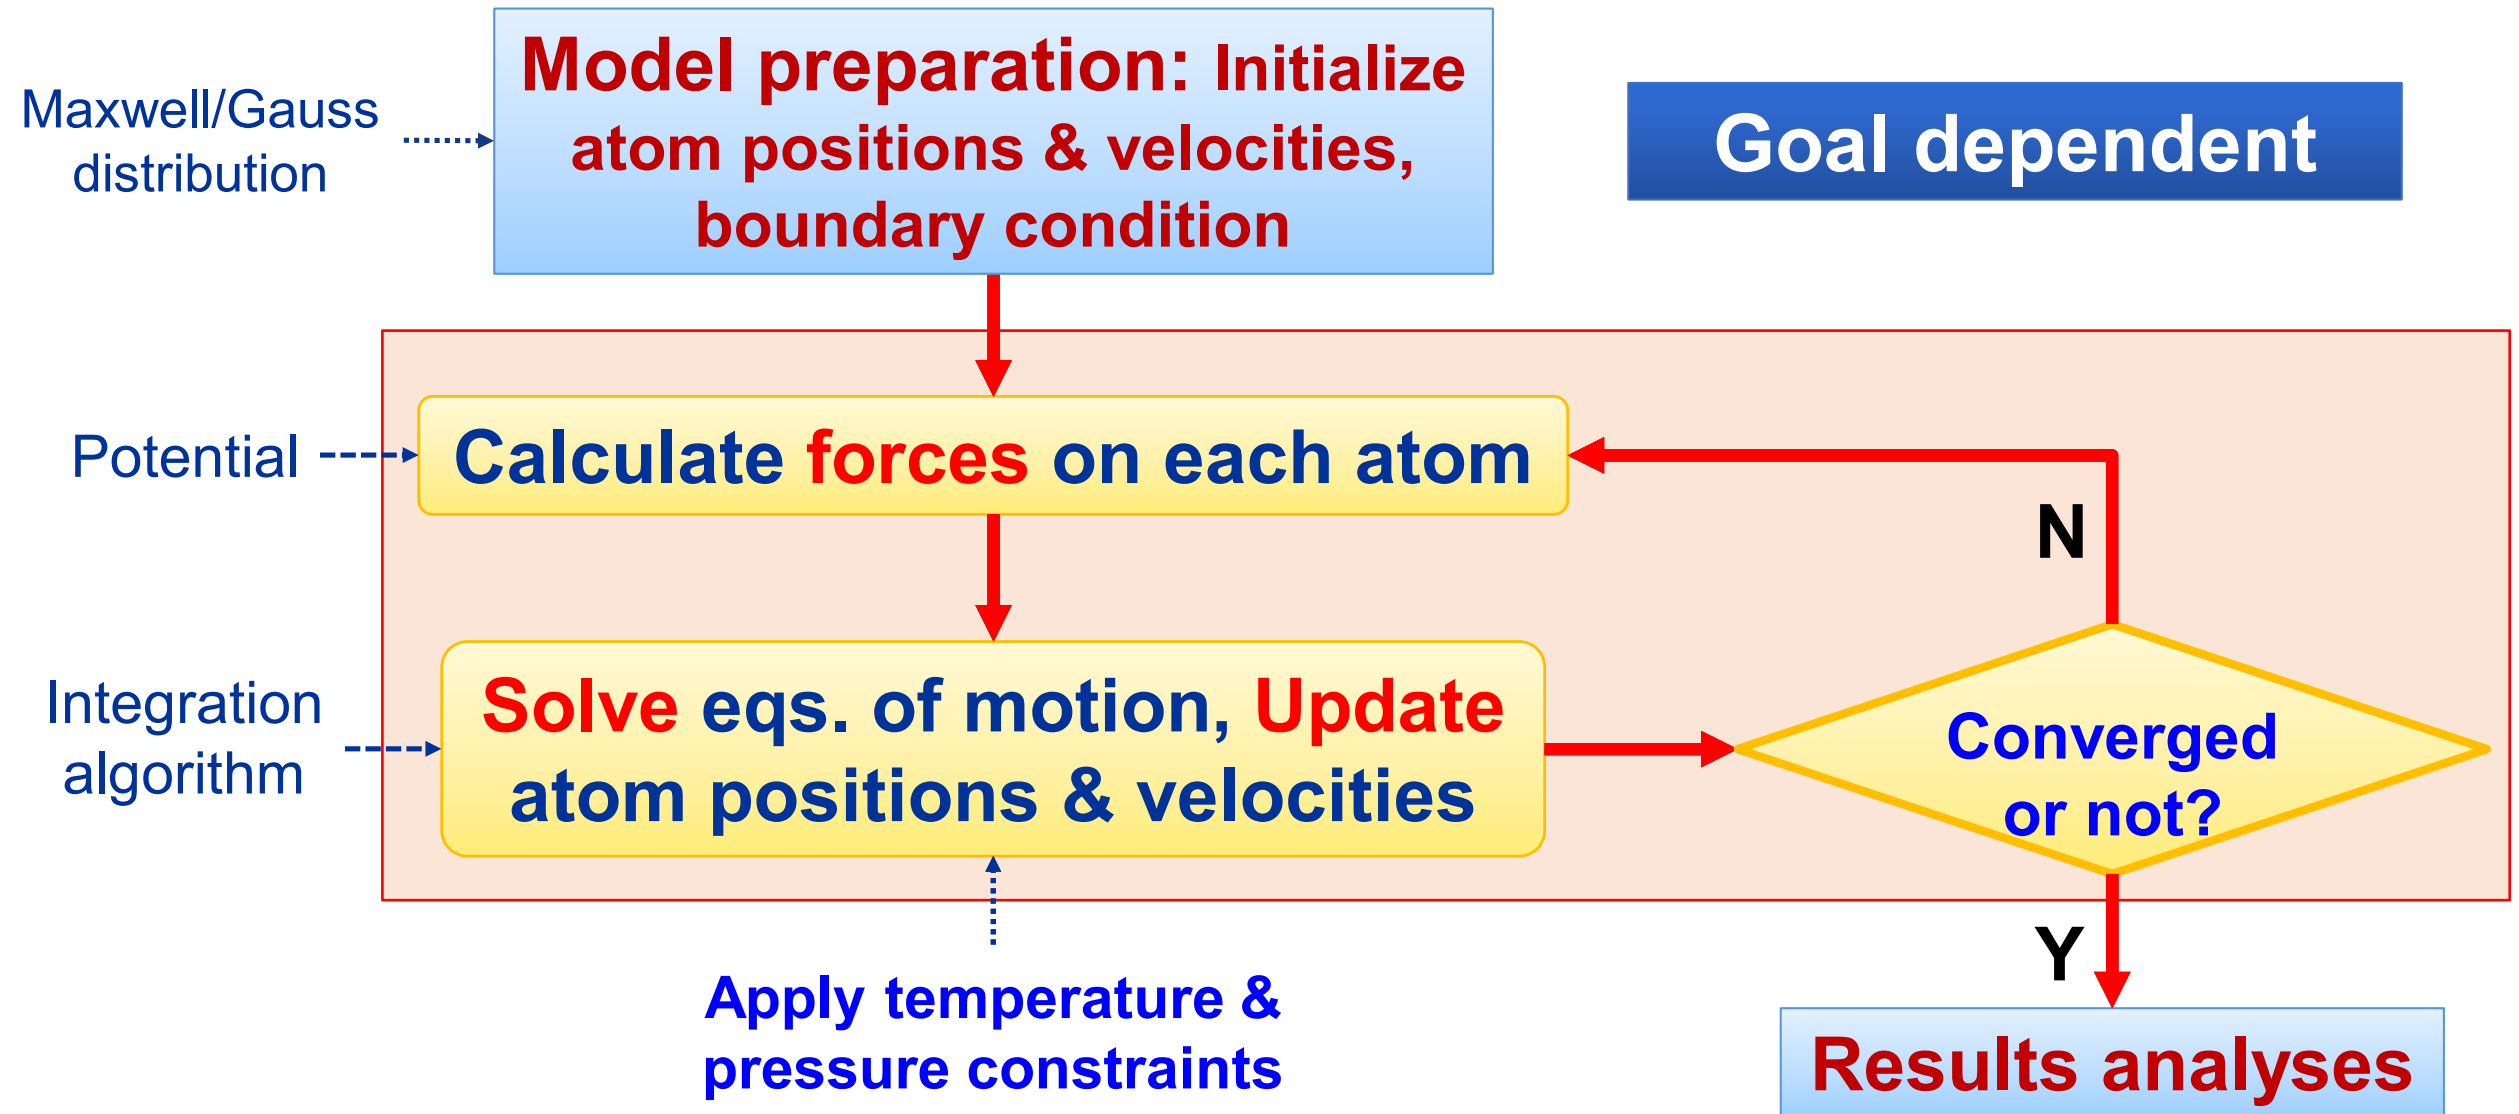 Model preparation: Initialize
atom positions & velocities,
boundary condition
Maxwell/Gauss
distribution
Goal dependent
Potential
Calculate forces on each atom
N
Integration
algorithm
Solve eqs. of motion, Update
atom positions & velocities
Converged
or not?
Y
Apply temperature &
pressure constraints
Results analyses